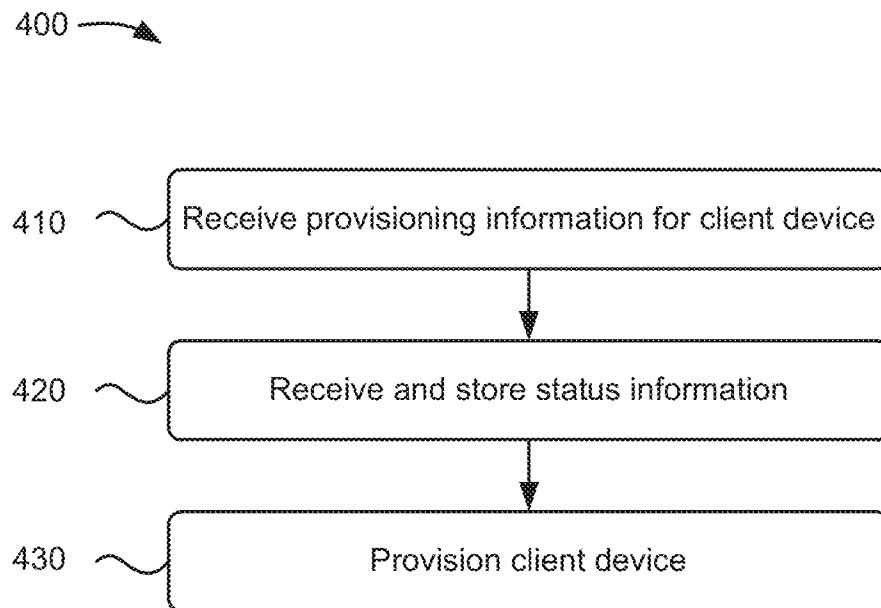 400
410
Receive provisioning information for client device
420
Receive and store status information
430
Provision client device